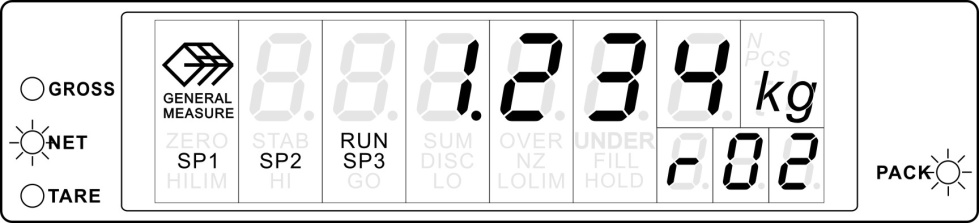 1.234 kg
N
PCS
GENERAL
MEASURE
GROSS
NET
TARE
ZERO STAB RUN SUM OVER UNDER
SP1 SP2 SP3 DISC NZ FILL
HILIM HI GO LO LOLIM HOLD
r02
PACK